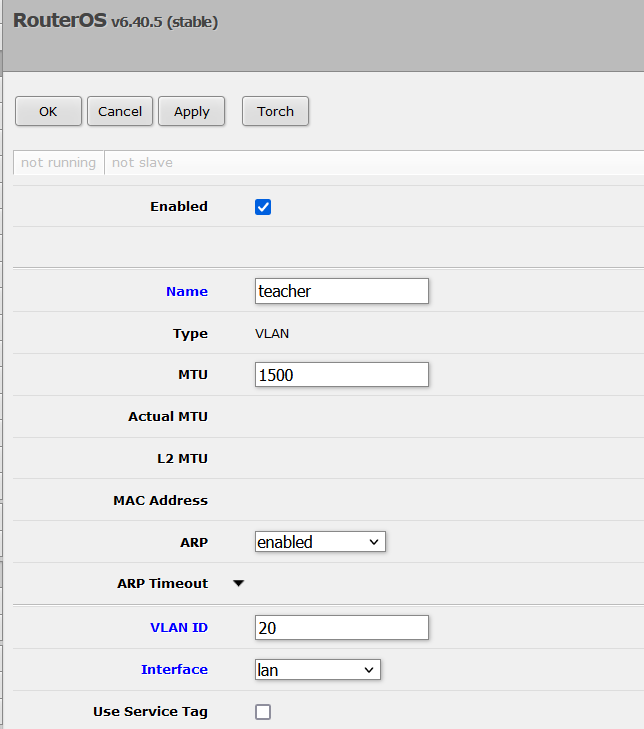 RouterOS v6.40.5 (stable)
OK Cancel Apply Torch
not running not slave
Enabled
Name teacher
Type VLAN
MTU 1500
Actual MTU
L2 MTU
MAC Address
ARP enabled
ARP Timeout
VLAN ID 20
Interface lan
Use Service Tag